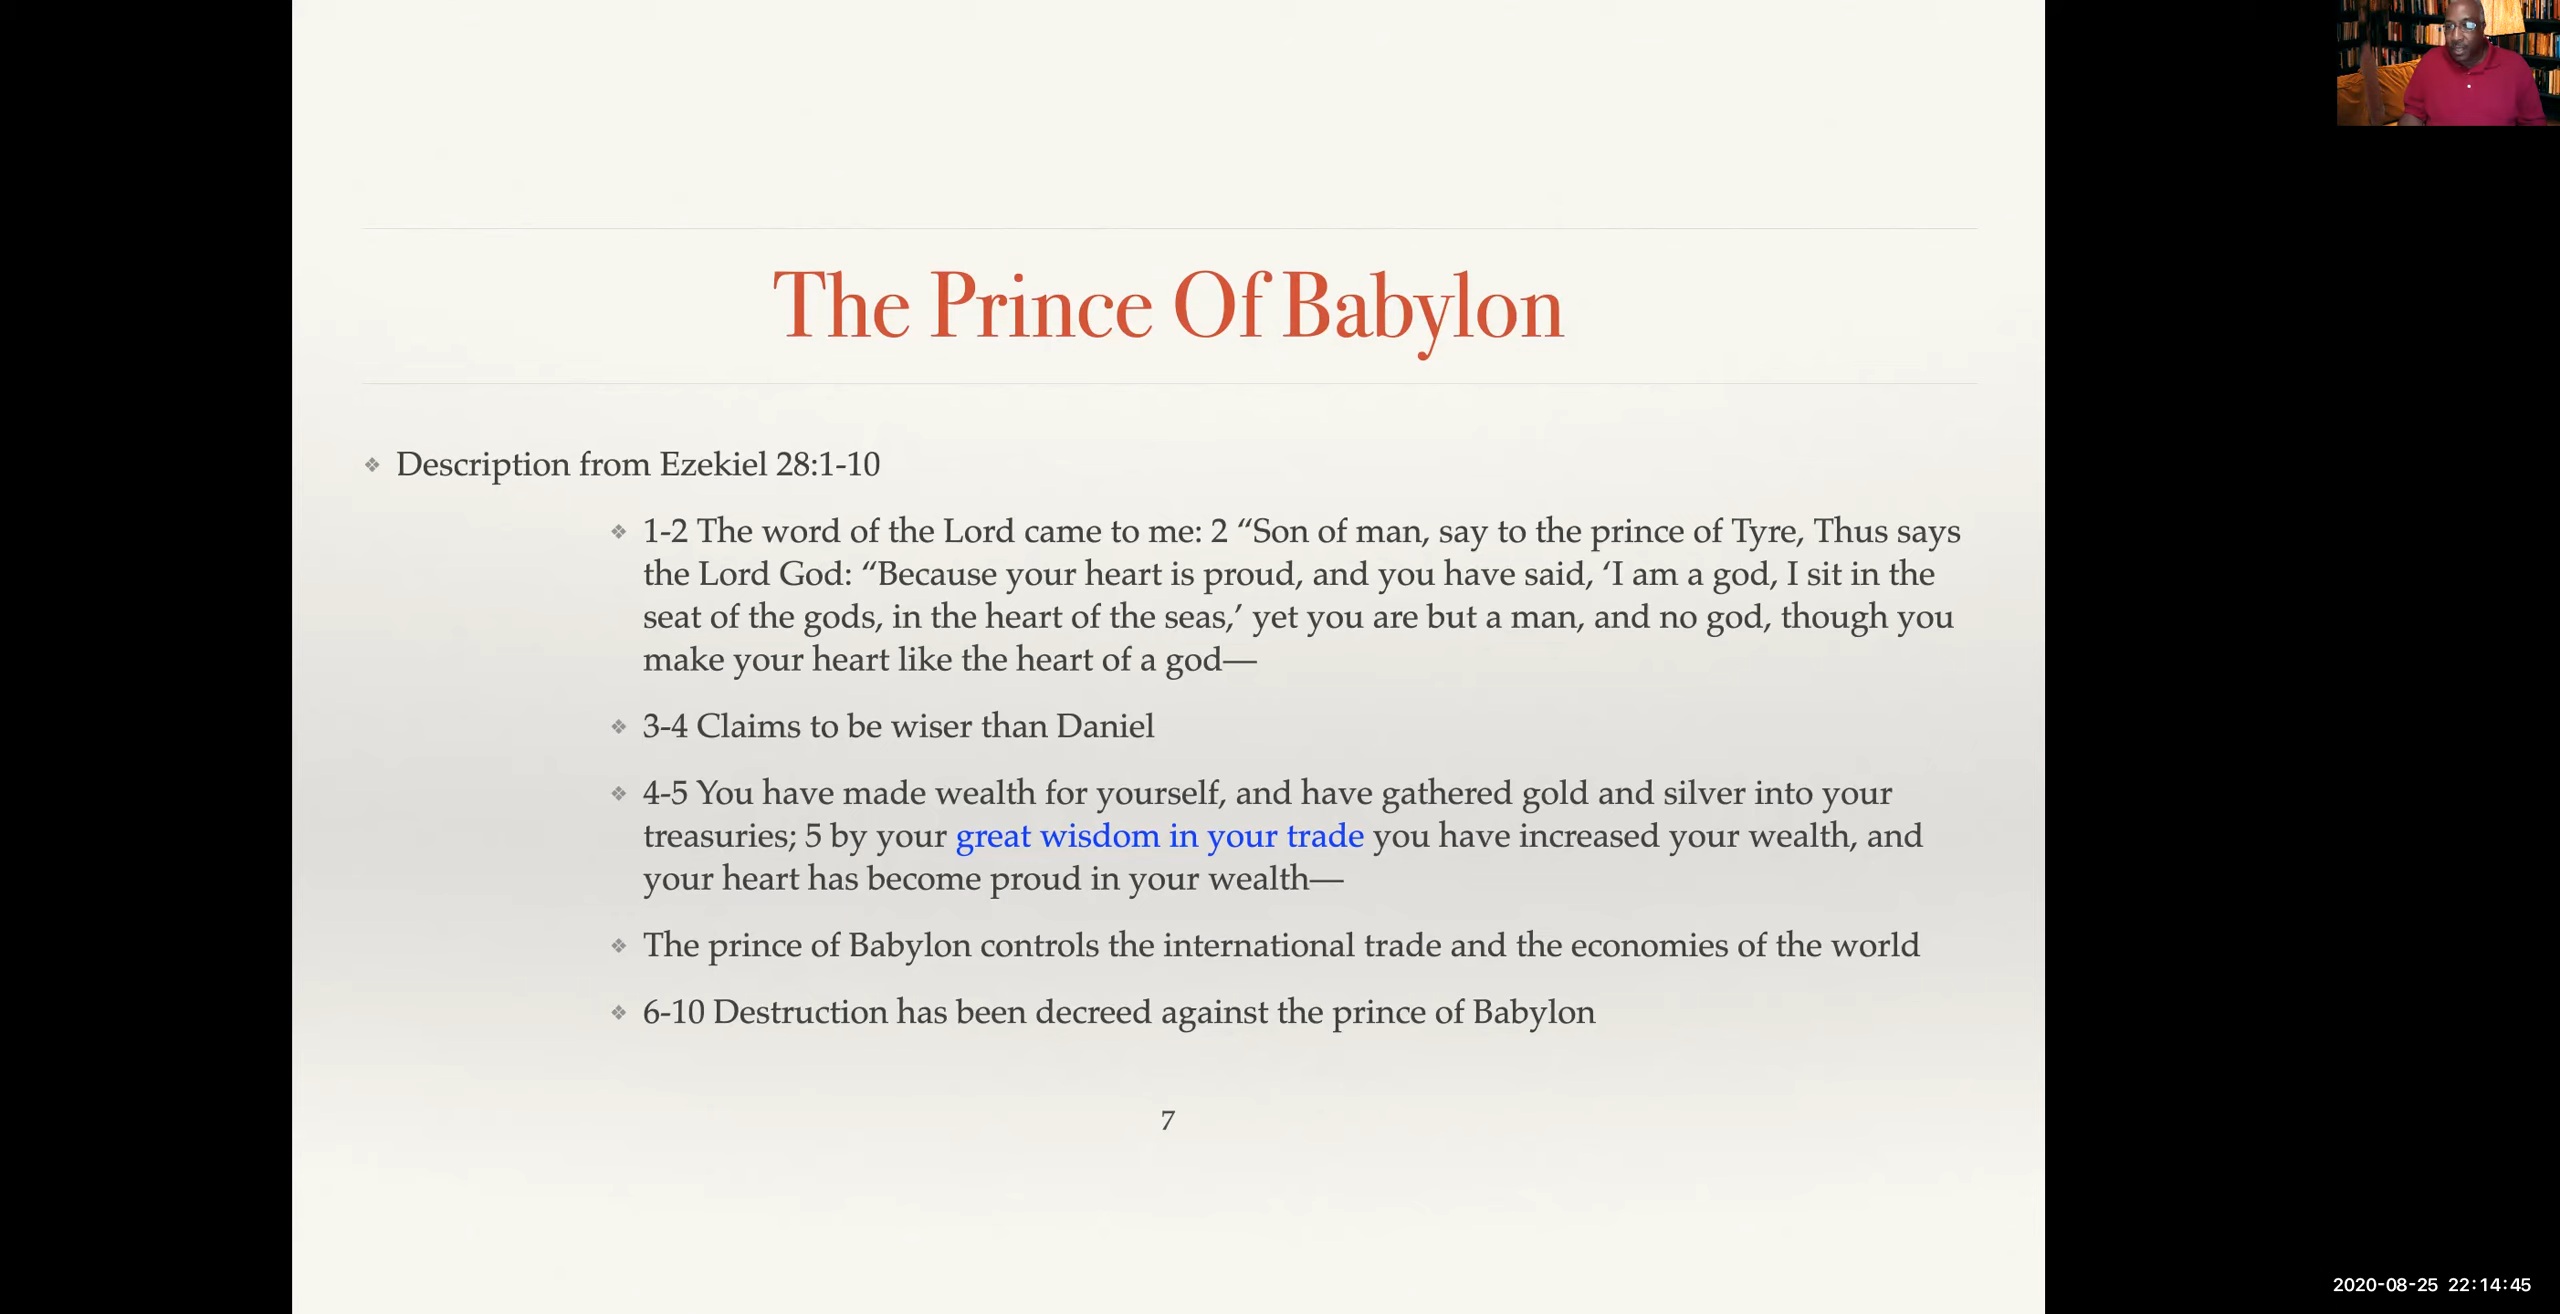 The Prince Of Babylon
Description from Ezekiel 28:1-10
1-2 The word of the Lord came to me: 2 “Son of man, say to the prince of Tyre, Thus says
the Lord God: “Because your heart is proud, and you have said, ‘I am a god, I sit in the
seat of the gods, in the heart of the seas,’ yet you are but a man, and no god, though you
make your heart like the heart of a god—
3-4 Claims to be wiser than Daniel
4-5 You have made wealth for yourself, and have gathered gold and silver into your
treasuries; 5 by your great wisdom in your trade you have increased your wealth, and
your heart has become proud in your wealth—
The prince of Babylon controls the international trade and the economies of the world
6-10 Destruction has been decreed against the prince of Babylon
7
2020-08-25 22:14:45